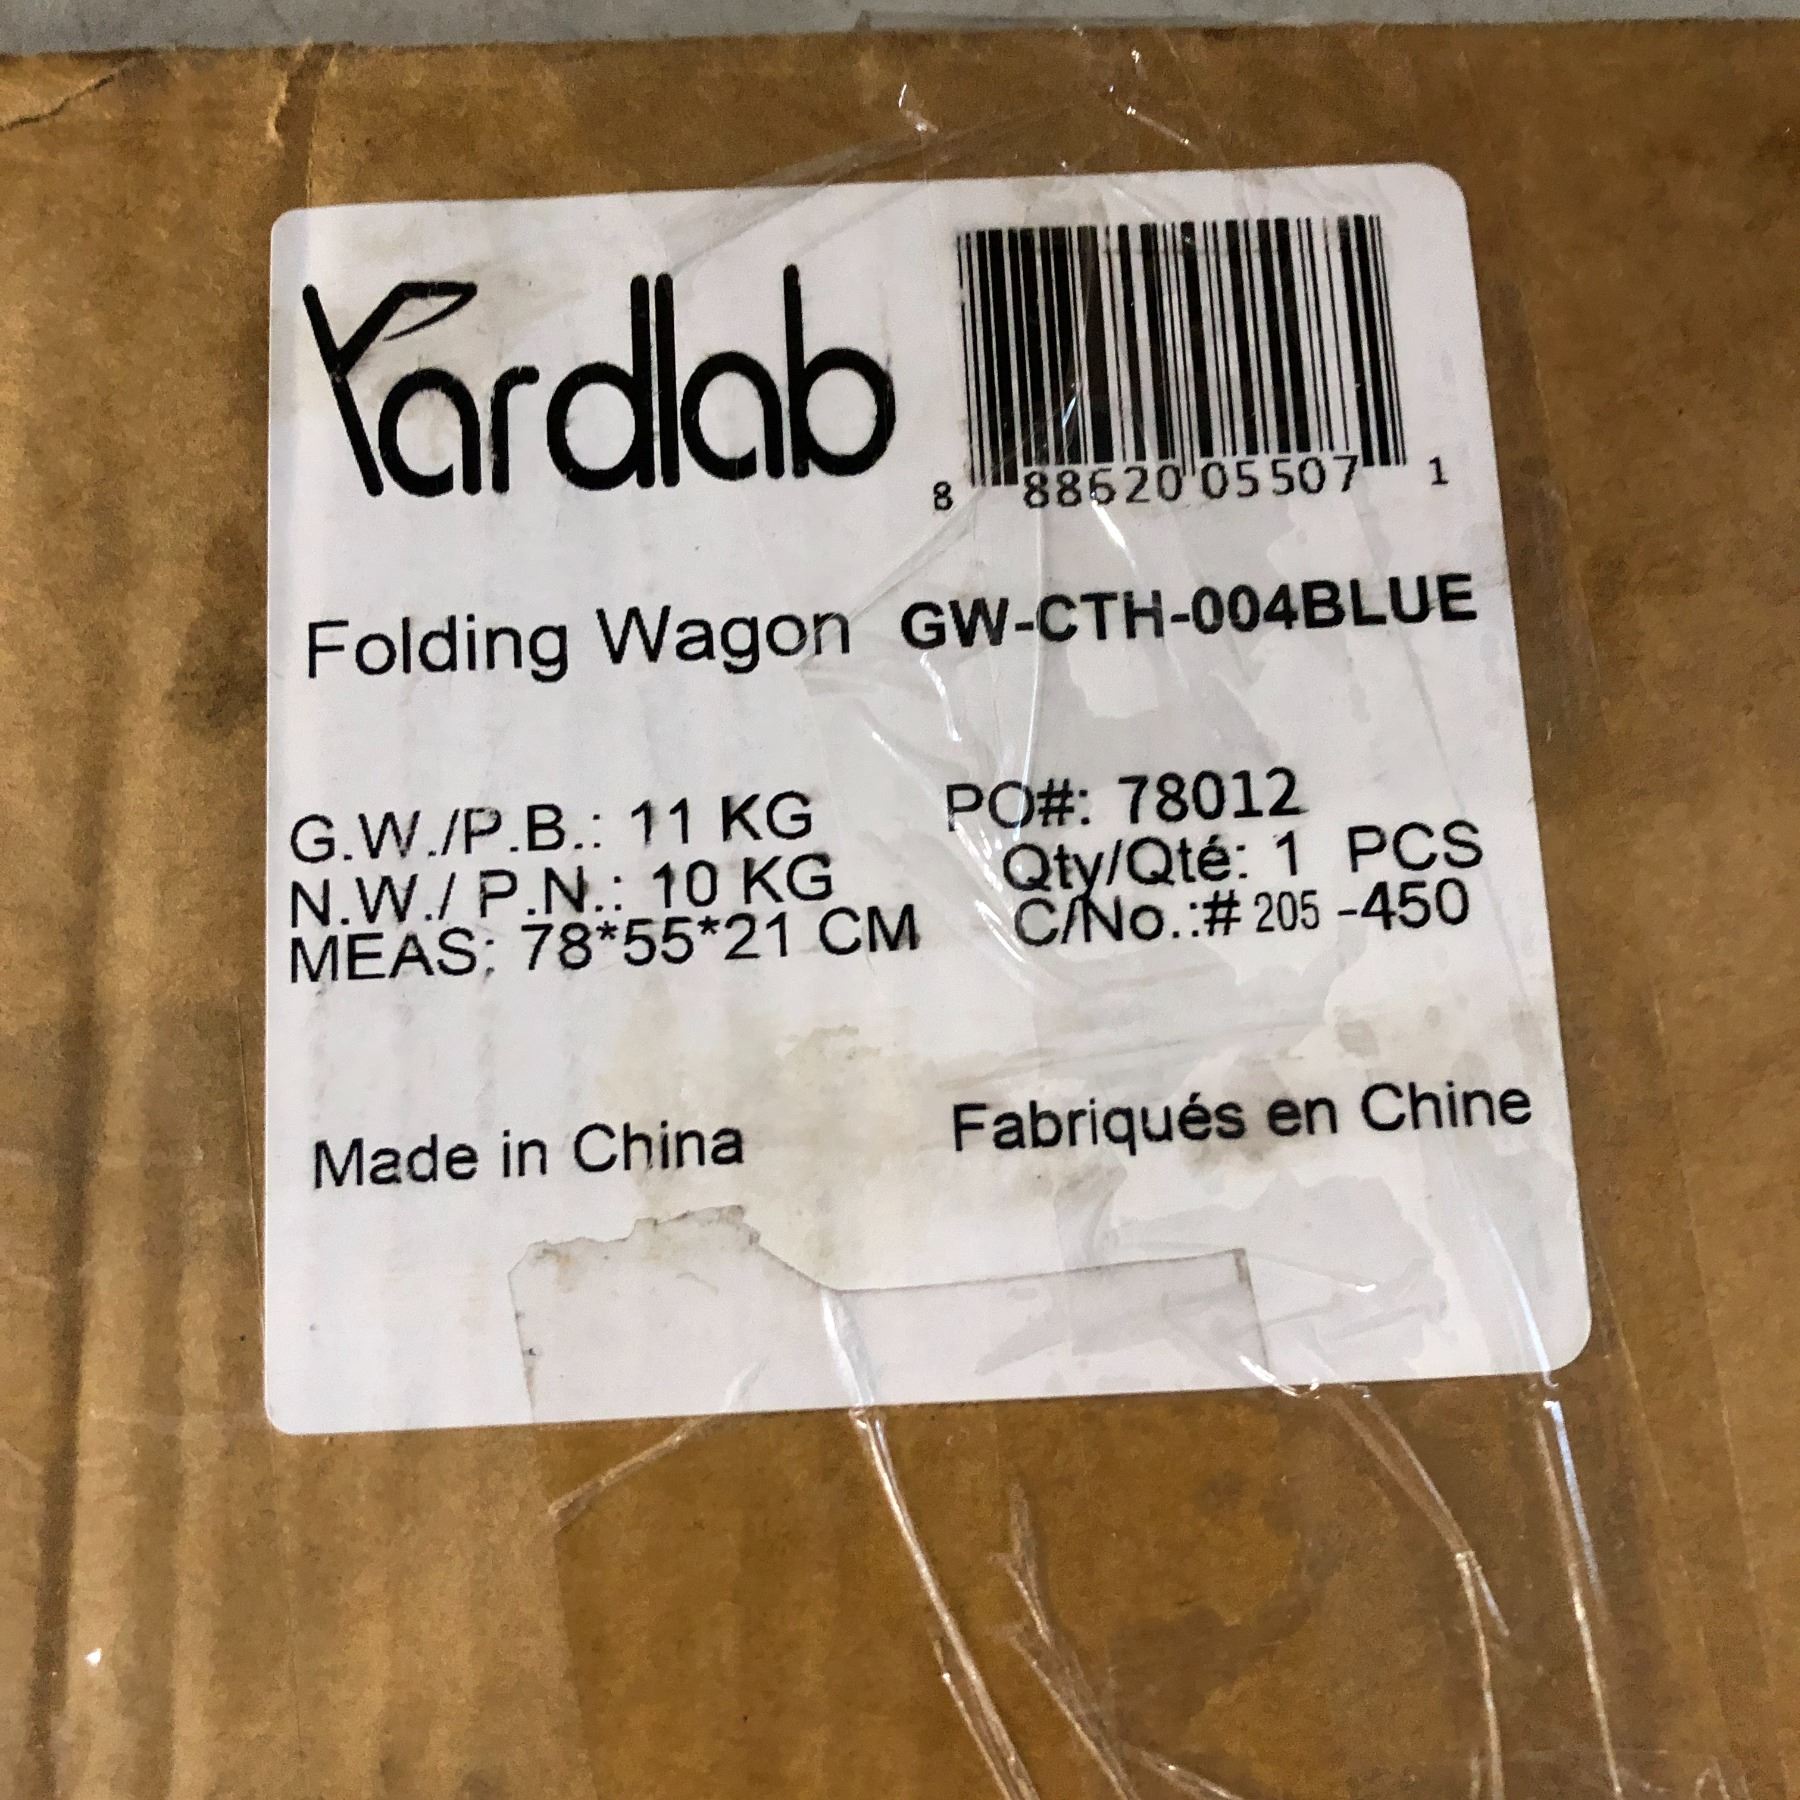 Yardlab
8 88620 05507 1
Folding Wagon GW-CTH-004BLUE
G.W./P.B.: 11 KG
N.W./ P.N.: 10 KG
MEAS: 78*55*21 CM
PO#: 78012
Qty/Qté: 1 PCS
C/No.:# 205 -450
Made in China
Fabriqués en Chine